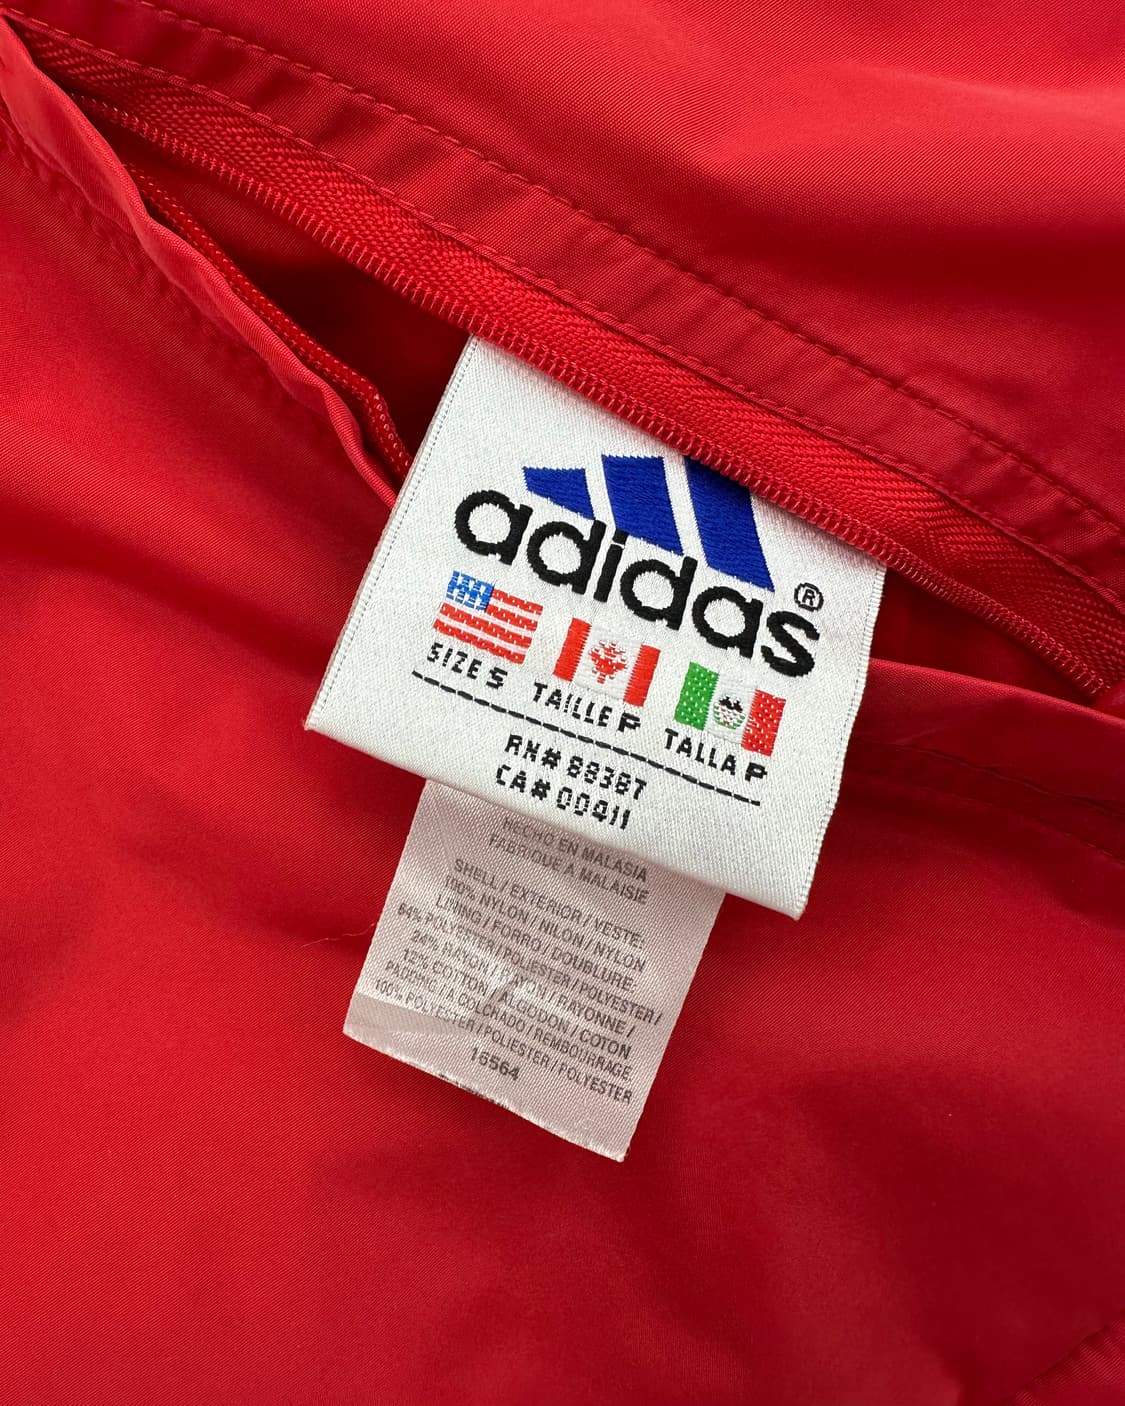 adidas®
SIZE S TAILLE P TALLA P
RN# 88387
CA# 00411
HECHO EN MALASIA
FABRIQUÉ À MALAISIE
SHELL / EXTERIOR / VESTE:
100% NYLON / NILON / NYLON
LINING / FORRO / DOUBLURE:
64% POLYESTER / POLIESTER / POLYESTER /
24% RAYON / RAYON / RAYONNE /
12% COTTON / ALGODON / COTON
PADDING / A COLCHADO / REMBOURRAGE
100% POLYESTER / POLIESTER / POLYESTER
16564